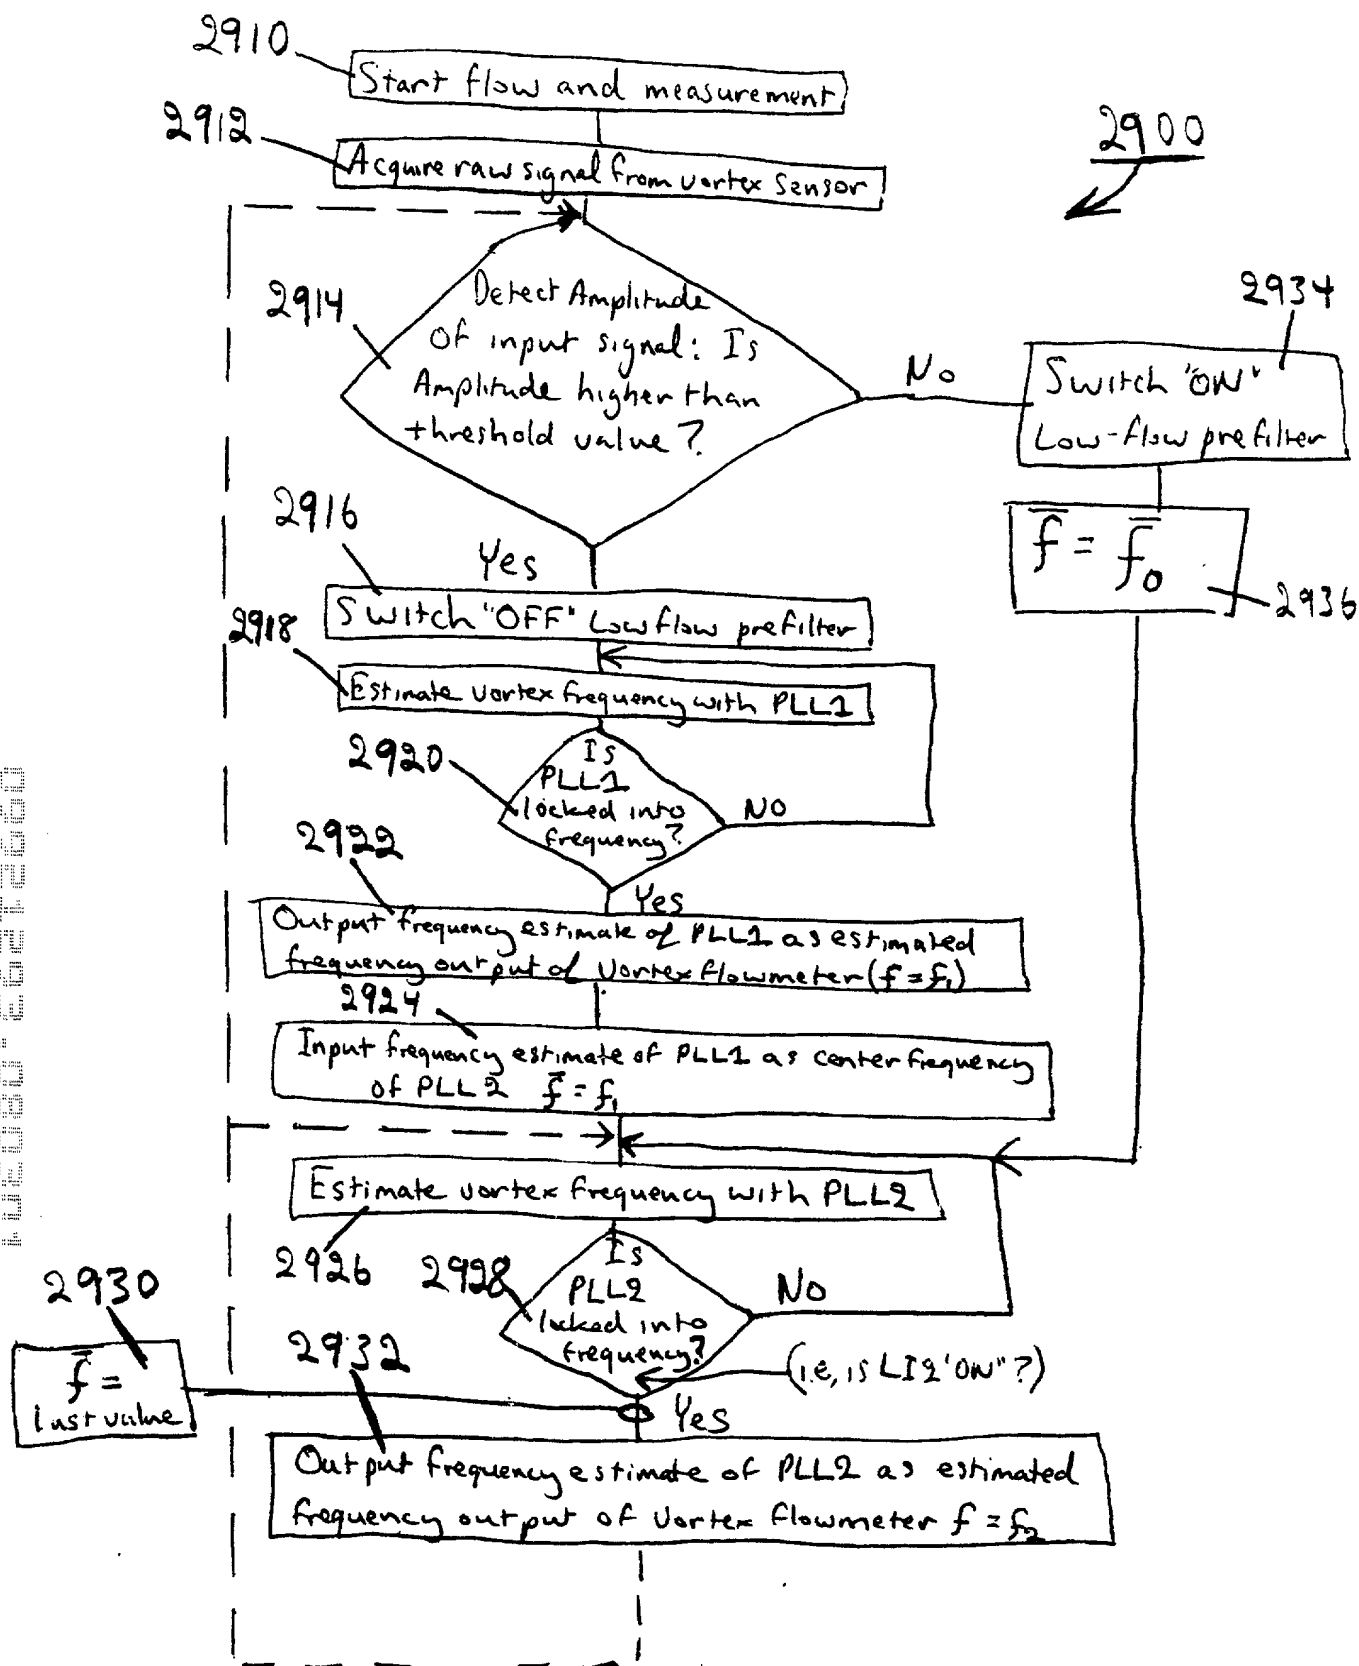 2910
Start flow and measurement
2912
Acquire raw signal from vortex sensor
2900
2914
Detect Amplitude
Of input signal: Is
Amplitude higher than
threshold value?
No
2934
Switch "ON"
Low-flow prefilter
f̄ = f̄₀
2936
Yes
2916
Switch "OFF" Low flow prefilter
2918
Estimate vortex frequency with PLL1
2920
Is
PLL1
locked into
frequency?
NO
Yes
2922
Output frequency estimate of PLL1 as estimated
frequency output of Vortex flowmeter (f = f₁)
2924
Input frequency estimate of PLL1 as center frequency
of PLL2 f̄ = f₁
Estimate vortex frequency with PLL2
2926
2928
Is
PLL2
locked into
frequency?
No
(i.e, is LI2 'ON"?)
2930
f̄ =
last value
Yes
2932
Output frequency estimate of PLL2 as estimated
frequency output of Vortex flowmeter f = f₂